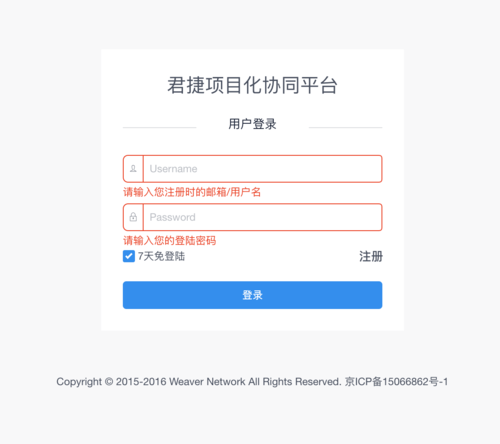 君捷项目化协同平台
用户登录
Username
请输入您注册时的邮箱/用户名
Password
请输入您的登陆密码
7天免登陆 注册
登录
Copyright © 2015-2016 Weaver Network All Rights Reserved. 京ICP备15066862号-1